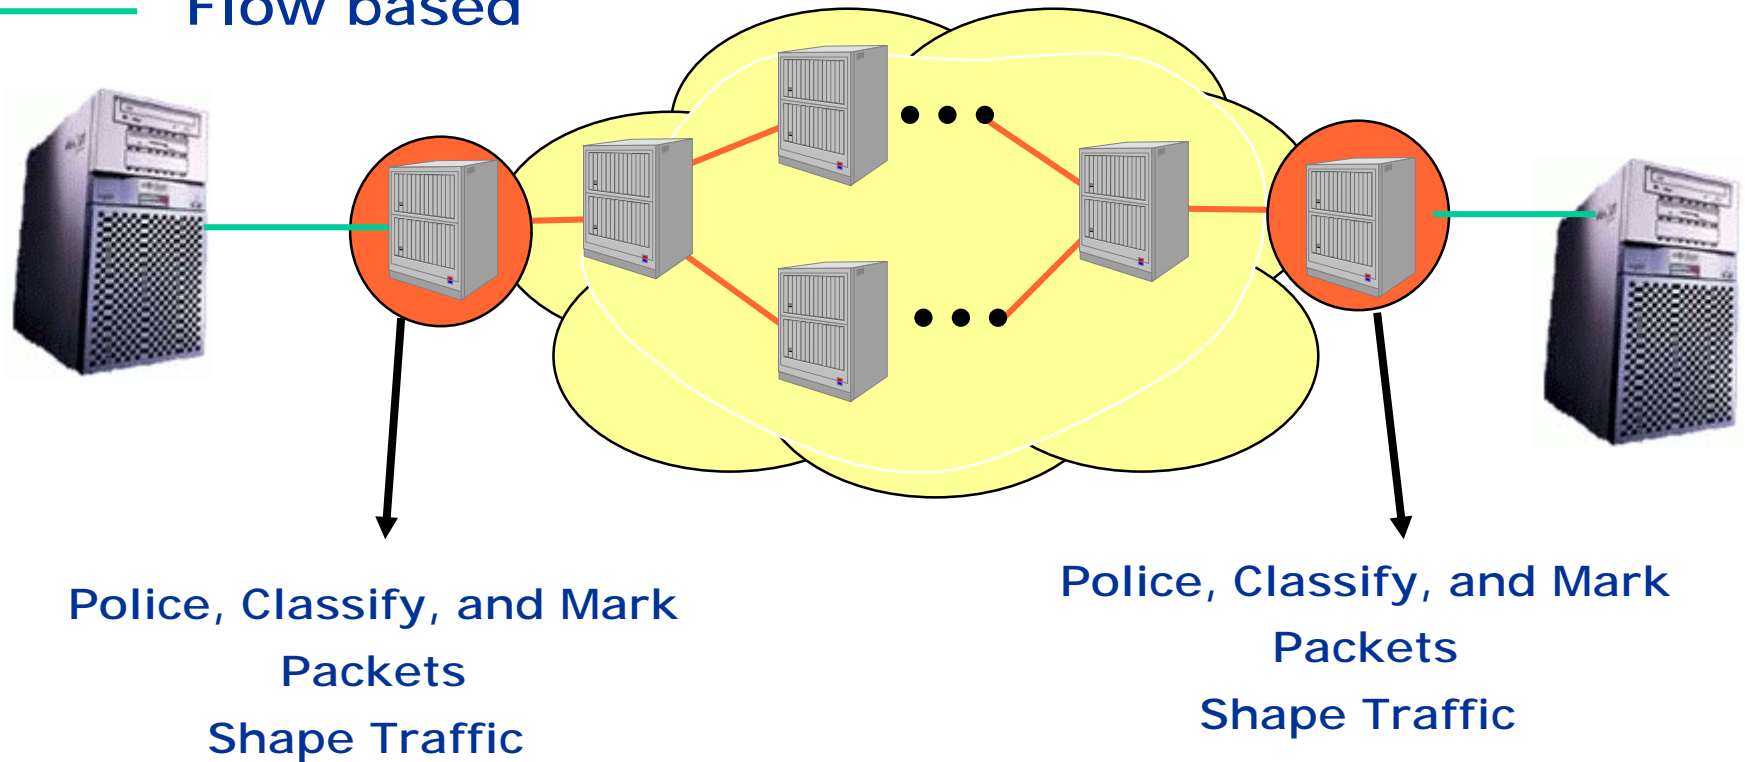 Flow based
Police, Classify, and Mark
Packets
Shape Traffic
Police, Classify, and Mark
Packets
Shape Traffic